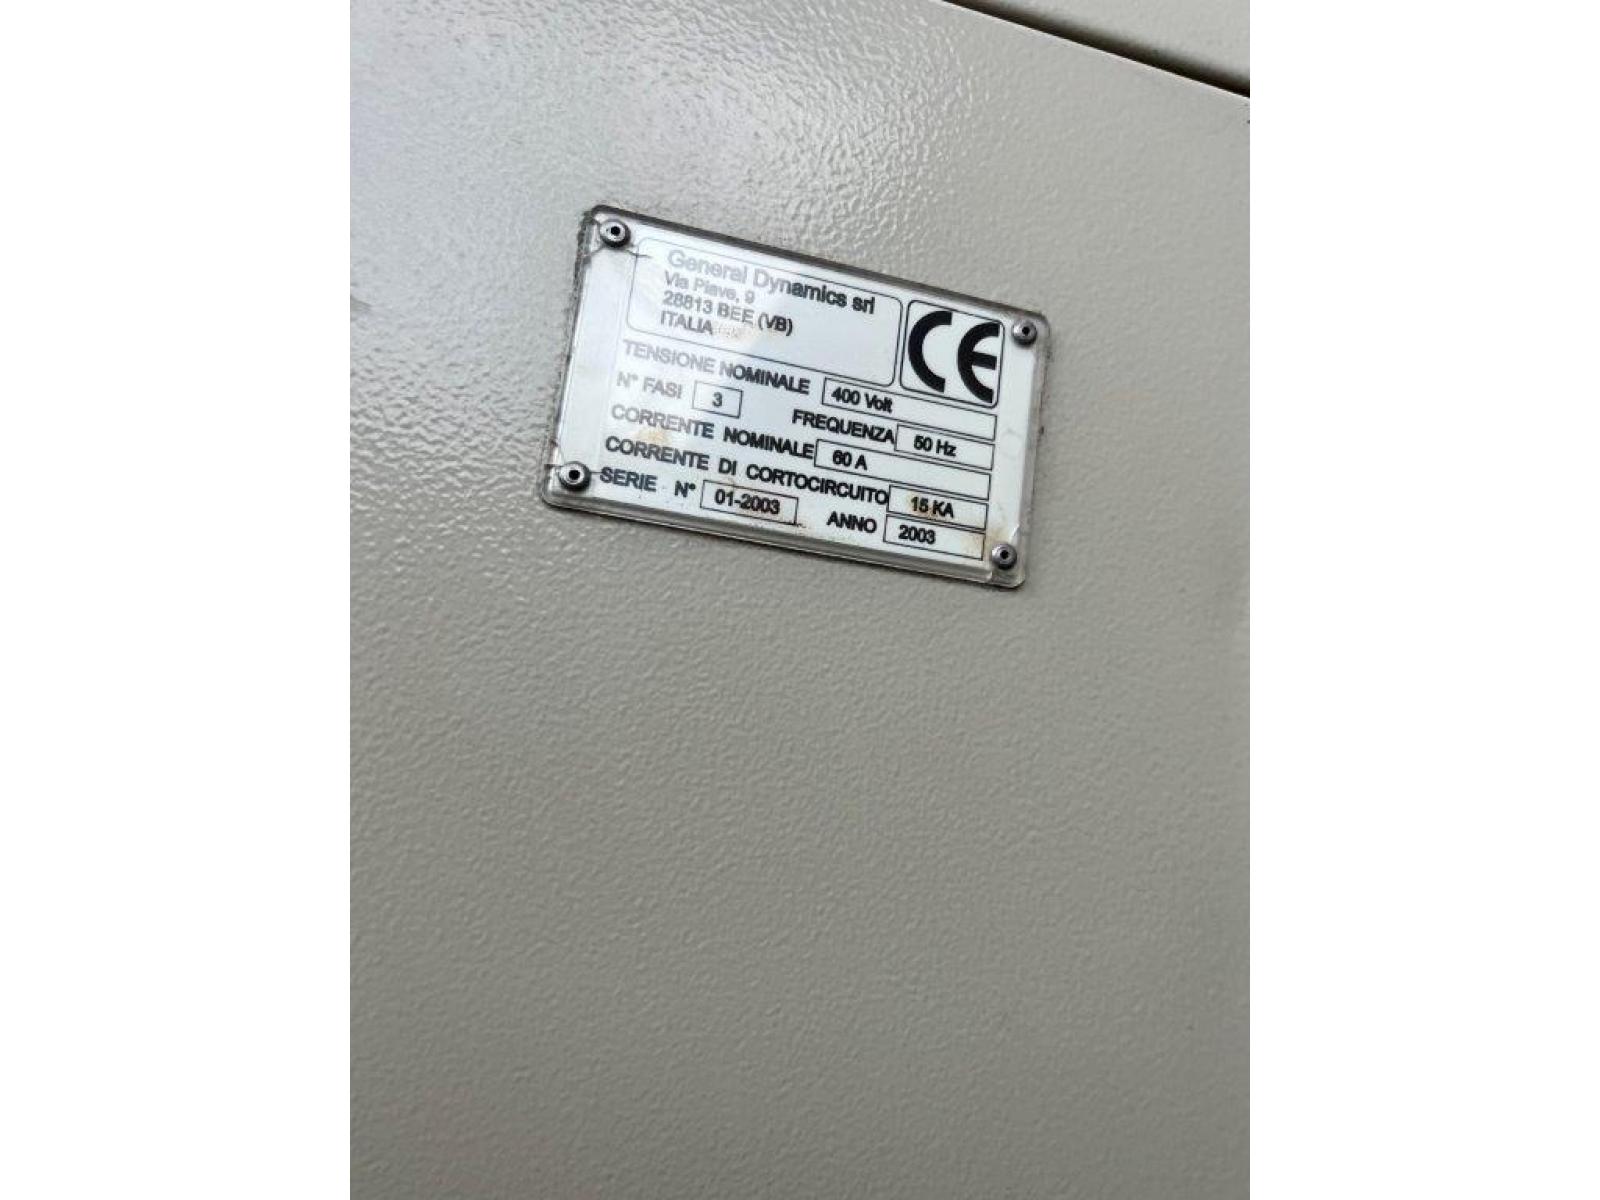 General Dynamics srl
Via Piave, 9
28813 BEE (VB)
ITALIA
CE
TENSIONE NOMINALE 400 Volt
N° FASI 3 FREQUENZA 50 Hz
CORRENTE NOMINALE 60 A
CORRENTE DI CORTOCIRCUITO 15 KA
SERIE N° 01-2003 ANNO 2003